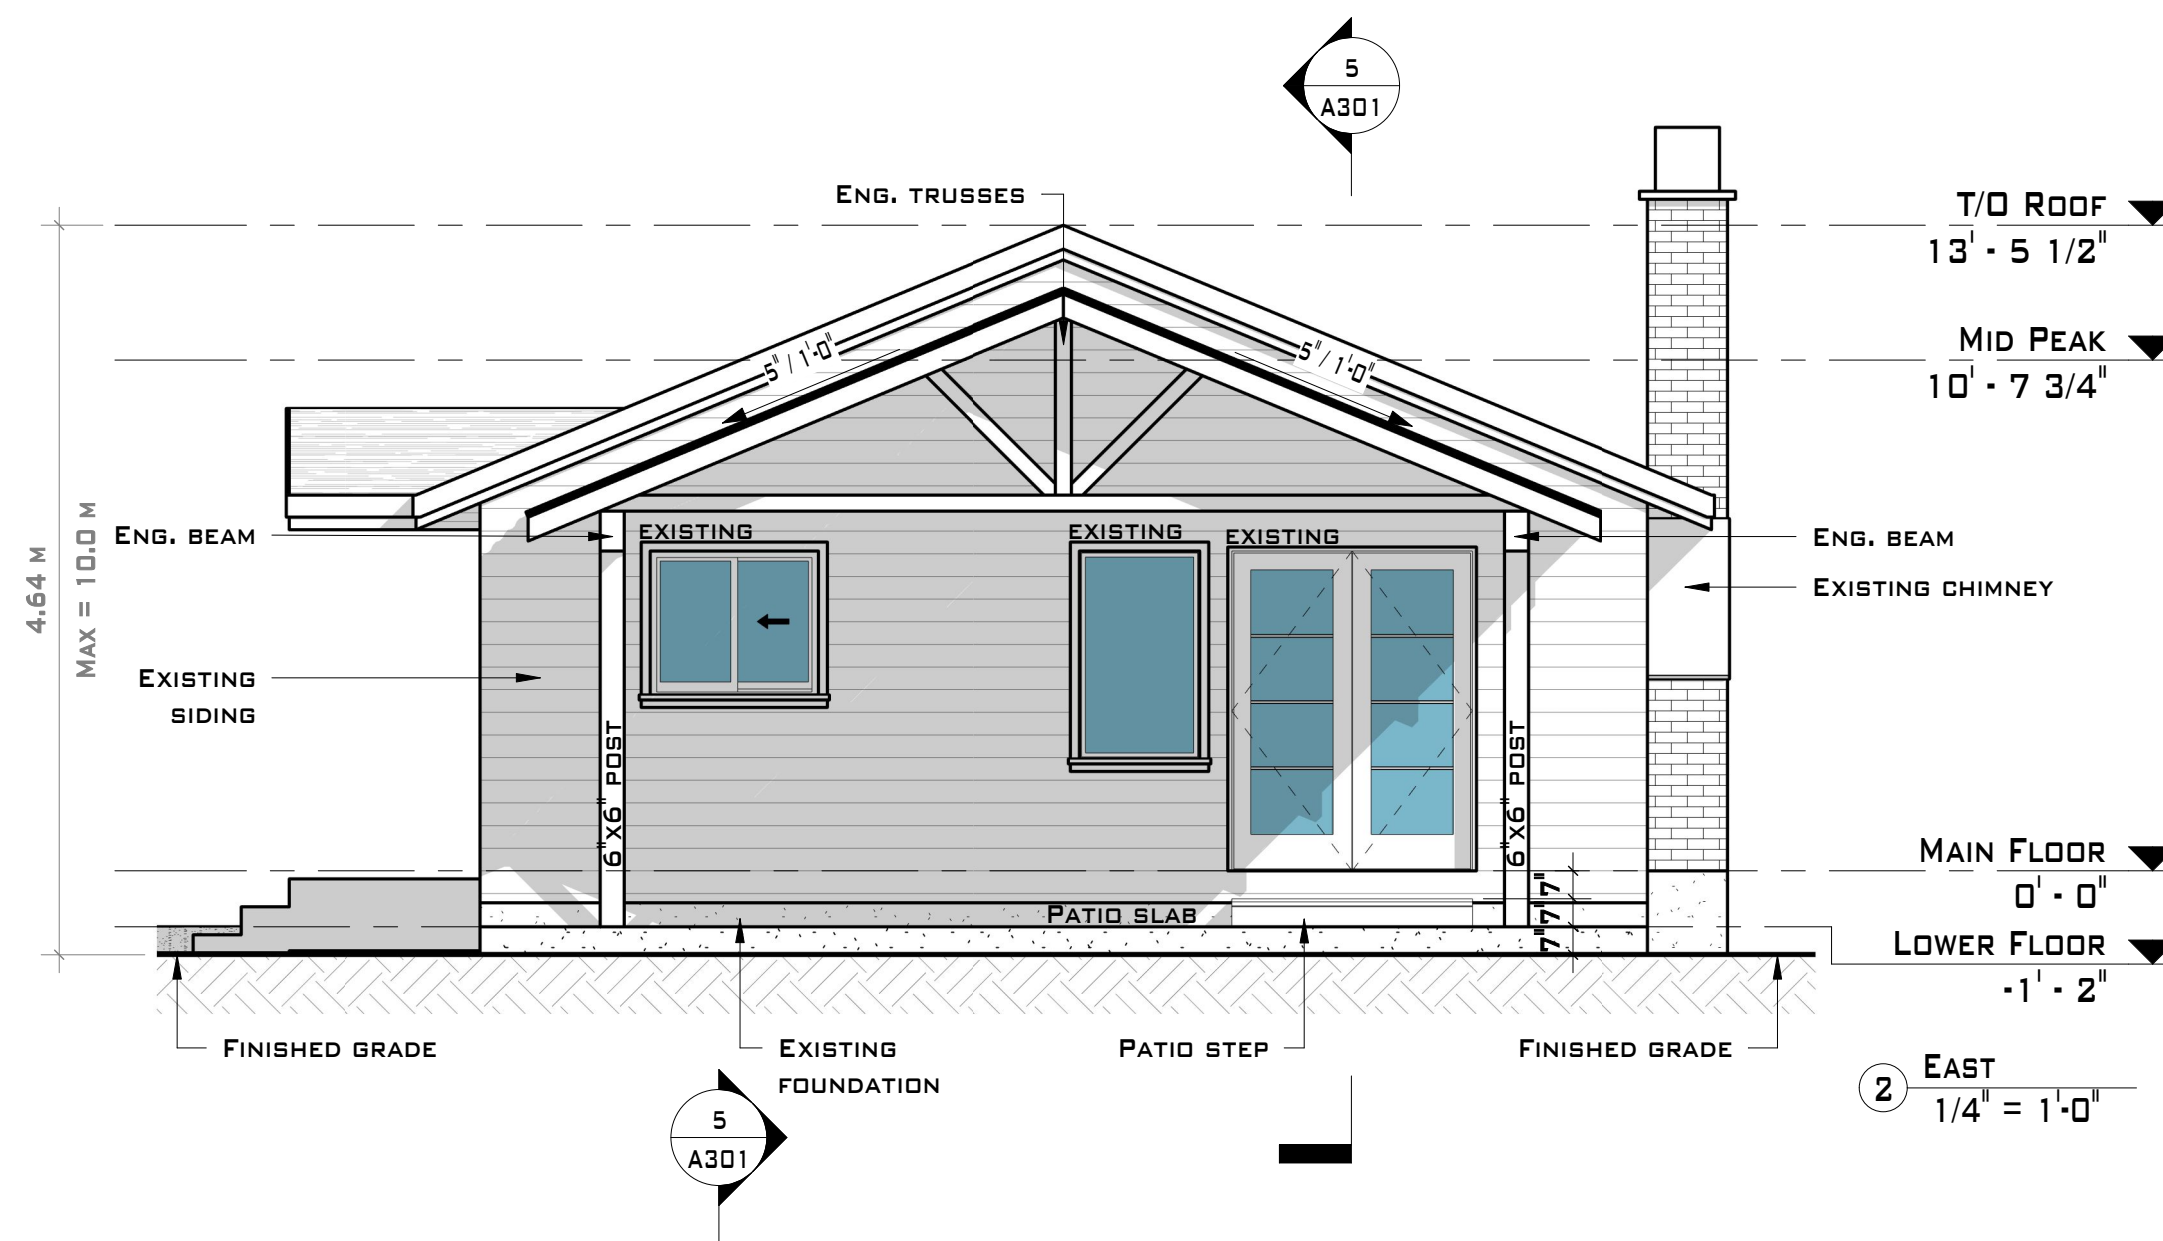 5
A301
ENG. TRUSSES
T/O ROOF
13' - 5 1/2"
MID PEAK
10' - 7 3/4"
5" / 1'-0"
5" / 1'-0"
4.64 M
MAX = 10.0 M
ENG. BEAM
EXISTING
EXISTING
EXISTING
ENG. BEAM
EXISTING CHIMNEY
EXISTING
SIDING
6"X6" POST
6"X6" POST
MAIN FLOOR
0' - 0"
7"
7"
7"
PATIO SLAB
LOWER FLOOR
-1' - 2"
FINISHED GRADE
EXISTING
FOUNDATION
PATIO STEP
FINISHED GRADE
2
EAST
1/4" = 1'-0"
5
A301